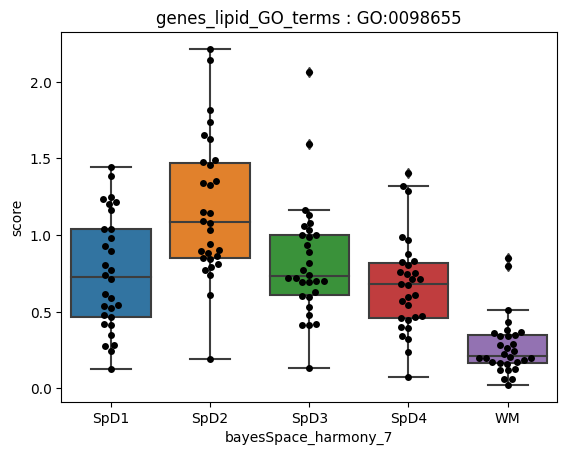 genes_lipid_GO_terms : GO:0098655
2.0
1.5
1.0
0.5
0.0
score
SpD1 SpD2 SpD3 SpD4 WM
bayesSpace_harmony_7